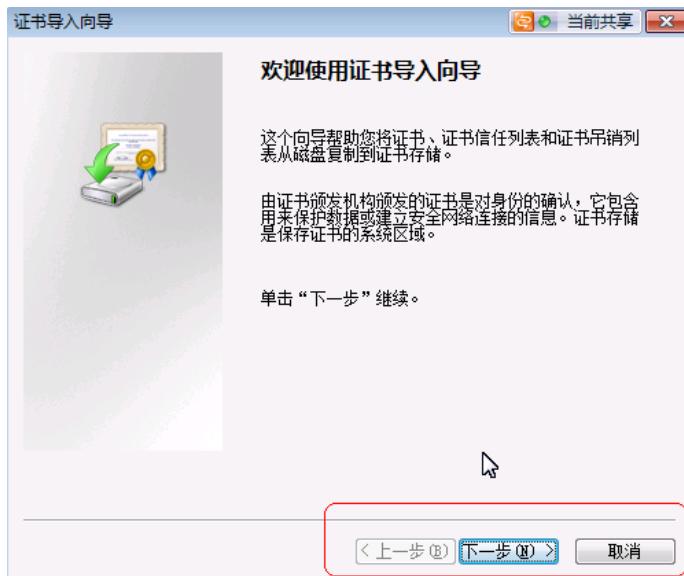 证书导入向导
当前共享
欢迎使用证书导入向导
这个向导帮助您将证书、证书信任列表和证书吊销列
表从磁盘复制到证书存储。
由证书颁发机构颁发的证书是对身份的确认，它包含
用来保护数据或建立安全网络连接的信息。证书存储
是保存证书的系统区域。
单击“下一步”继续。
< 上一步(B) 下一步(N) > 取消